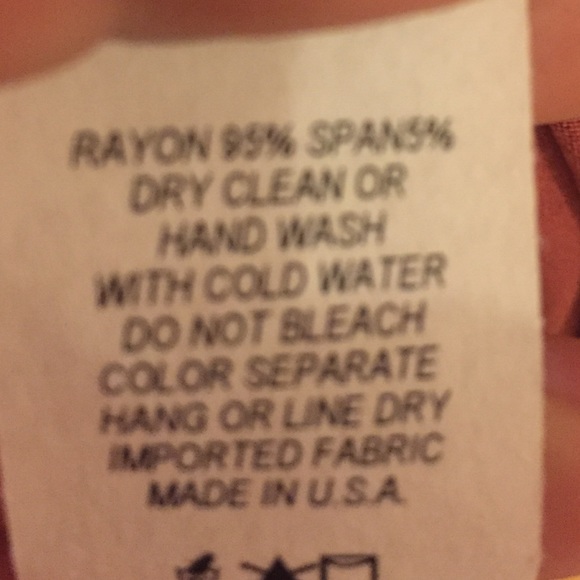 RAYON 95% SPAN5%
DRY CLEAN OR
HAND WASH
WITH COLD WATER
DO NOT BLEACH
COLOR SEPARATE
HANG OR LINE DRY
IMPORTED FABRIC
MADE IN U.S.A.